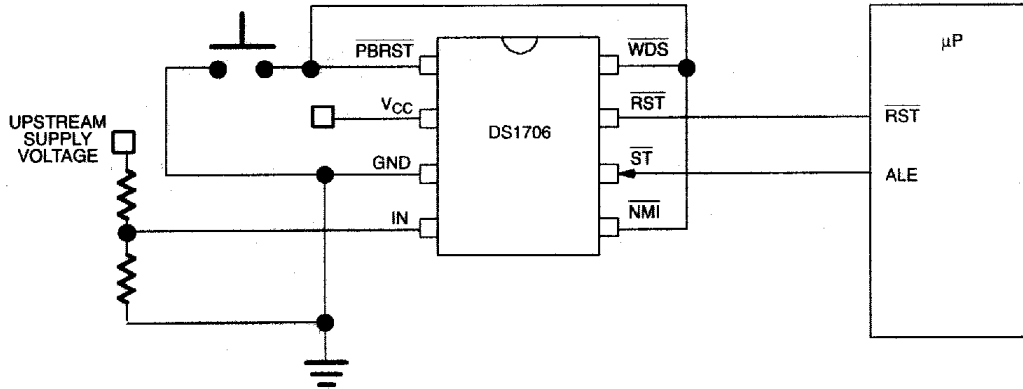 PBRST
WDS
μP
VCC
RST
RST
UPSTREAM
SUPPLY
VOLTAGE
DS1706
GND
ST
ALE
IN
NMI